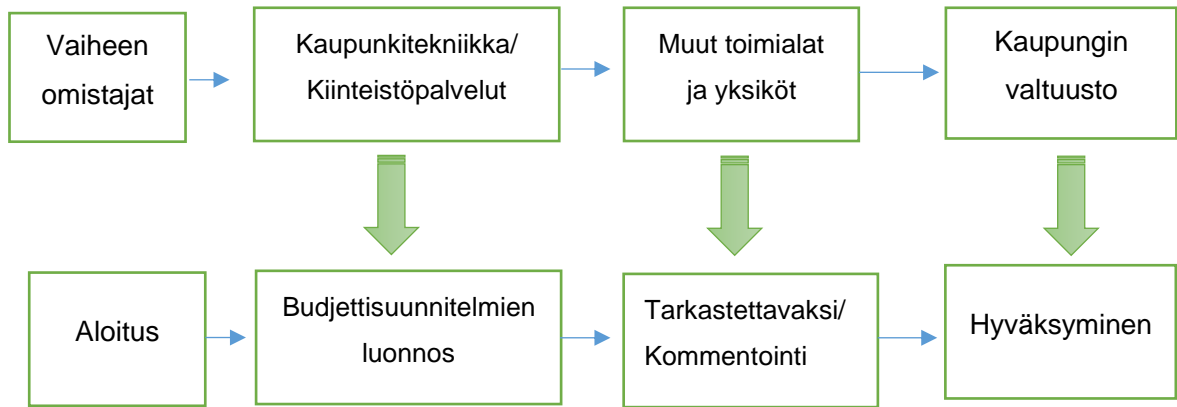 Vaiheen
omistajat
Kaupunkitekniikka/
Kiinteistöpalvelut
Muut toimialat
ja yksiköt
Kaupungin
valtuusto
Aloitus
Budjettisuunnitelmien
luonnos
Tarkastettavaksi/
Kommentointi
Hyväksyminen